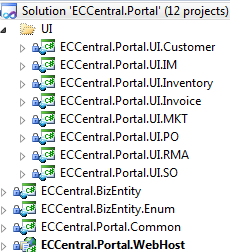 Solution 'ECCentral.Portal' (12 projects)
UI
ECCentral.Portal.UI.Customer
ECCentral.Portal.UI.IM
ECCentral.Portal.UI.Inventory
ECCentral.Portal.UI.Invoice
ECCentral.Portal.UI.MKT
ECCentral.Portal.UI.PO
ECCentral.Portal.UI.RMA
ECCentral.Portal.UI.SO
ECCentral.BizEntity
ECCentral.BizEntity.Enum
ECCentral.Portal.Common
ECCentral.Portal.WebHost